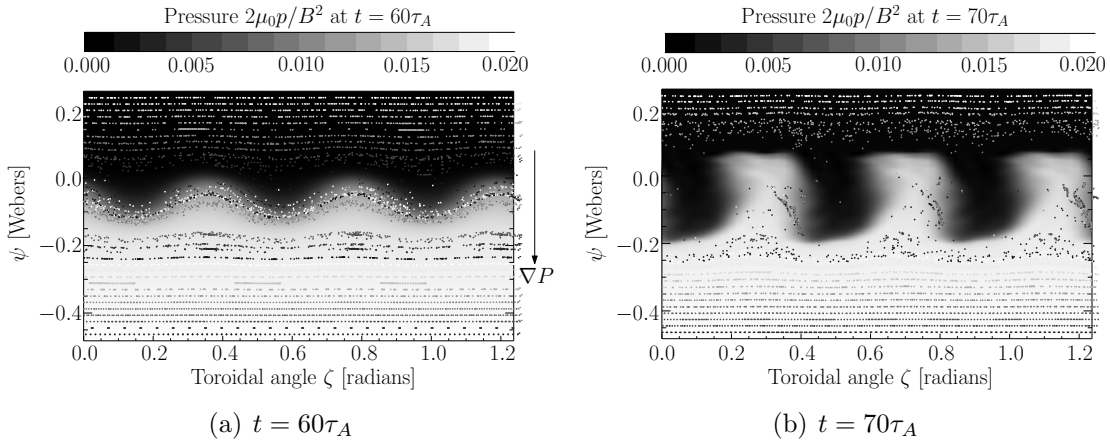 Pressure 2μ₀p/B² at t = 60τ_A
0.000 0.005 0.010 0.015 0.020
0.2
0.0
−0.2
−0.4
ψ [Webers]
∇P
0.0 0.2 0.4 0.6 0.8 1.0 1.2
Toroidal angle ζ [radians]
(a) t = 60τ_A
Pressure 2μ₀p/B² at t = 70τ_A
0.000 0.005 0.010 0.015 0.020
0.2
0.0
−0.2
−0.4
ψ [Webers]
0.0 0.2 0.4 0.6 0.8 1.0 1.2
Toroidal angle ζ [radians]
(b) t = 70τ_A